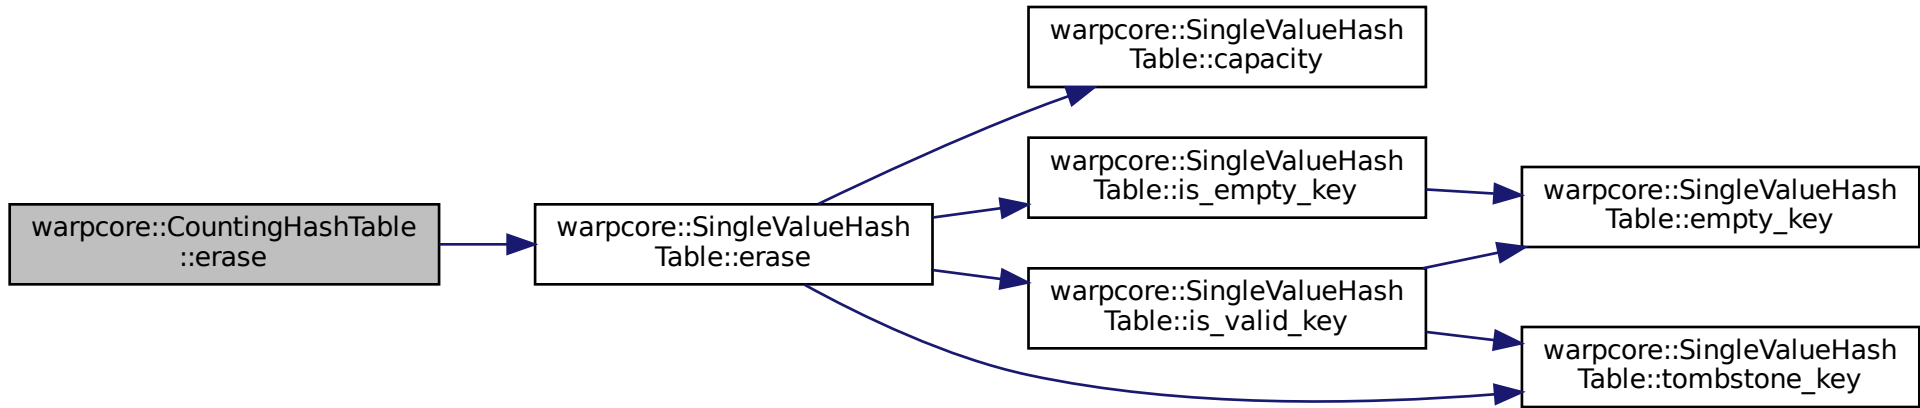 warpcore::CountingHashTable
::erase
warpcore::SingleValueHash
Table::erase
warpcore::SingleValueHash
Table::capacity
warpcore::SingleValueHash
Table::is_empty_key
warpcore::SingleValueHash
Table::is_valid_key
warpcore::SingleValueHash
Table::empty_key
warpcore::SingleValueHash
Table::tombstone_key